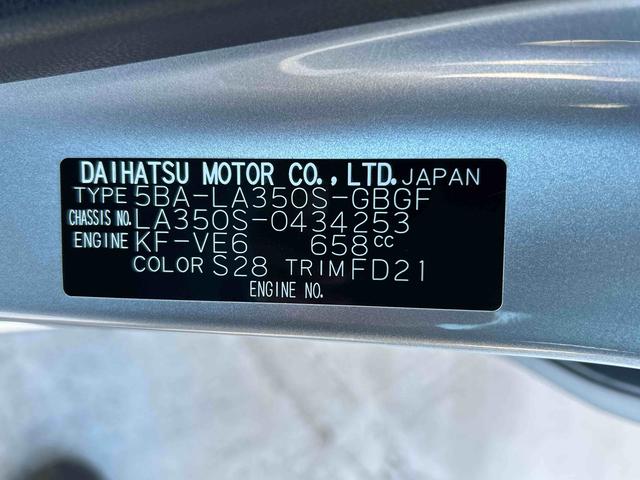 DAIHATSU MOTOR CO., LTD. JAPAN
TYPE 5BA-LA350S-GBGF
CHASSIS NO. LA350S-0434253
ENGINE KF-VE6 658cc
COLOR S28 TRIM FD21
ENGINE NO.